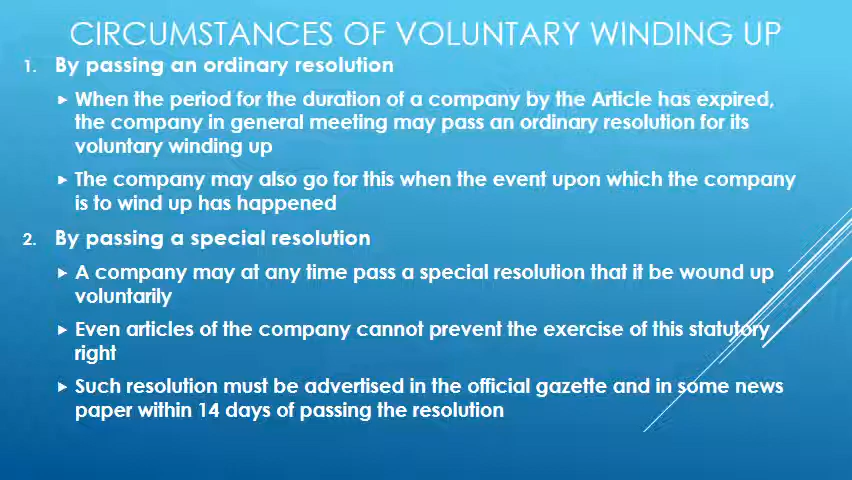 CIRCUMSTANCES OF VOLUNTARY WINDING UP
1. By passing an ordinary resolution
When the period for the duration of a company by the Article has expired,
the company in general meeting may pass an ordinary resolution for its
voluntary winding up
The company may also go for this when the event upon which the company
is to wind up has happened
2. By passing a special resolution
A company may at any time pass a special resolution that it be wound up
voluntarily
Even articles of the company cannot prevent the exercise of this statutory
right
Such resolution must be advertised in the official gazette and in some news
paper within 14 days of passing the resolution